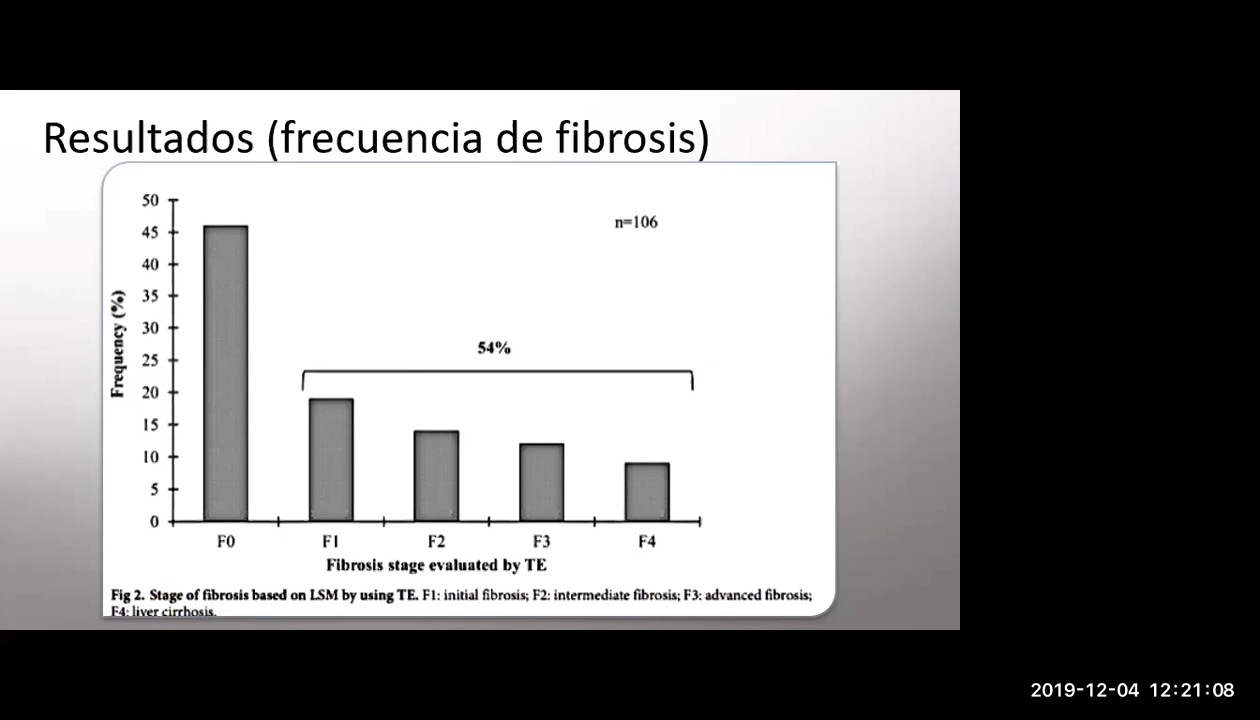 Resultados (frecuencia de fibrosis)
50
45
40
35
30
25
20
15
10
5
0
Frequency (%)
n=106
54%
F0 F1 F2 F3 F4
Fibrosis stage evaluated by TE
Fig 2. Stage of fibrosis based on LSM by using TE. F1: initial fibrosis; F2: intermediate fibrosis; F3: advanced fibrosis;
F4: liver cirrhosis.
2019-12-04 12:21:08